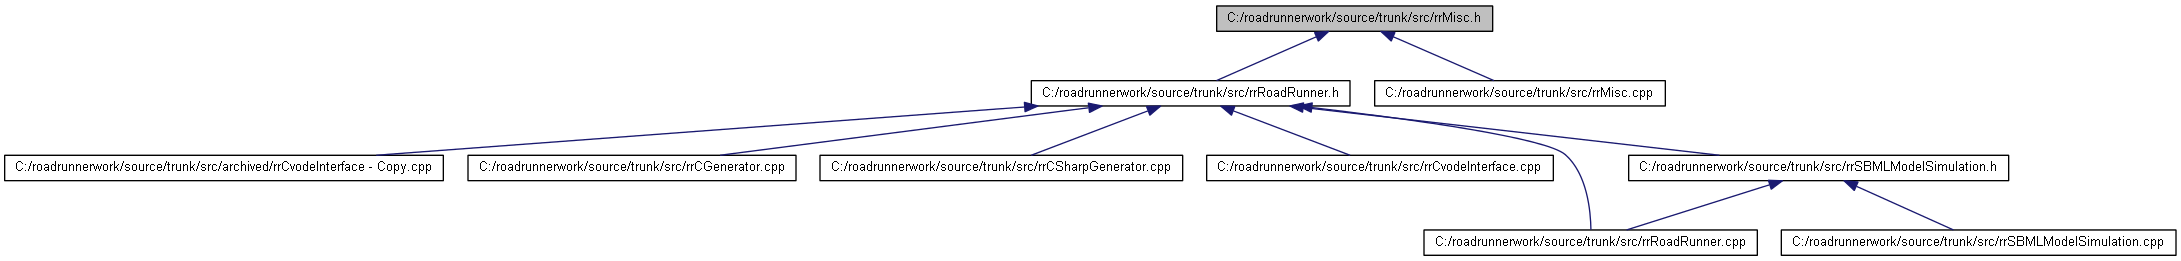 C:/roadrunnerwork/source/trunk/src/rrMisc.h
C:/roadrunnerwork/source/trunk/src/rrRoadRunner.h
C:/roadrunnerwork/source/trunk/src/rrMisc.cpp
C:/roadrunnerwork/source/trunk/src/archived/rrCvodeInterface - Copy.cpp
C:/roadrunnerwork/source/trunk/src/rrCGenerator.cpp
C:/roadrunnerwork/source/trunk/src/rrCSharpGenerator.cpp
C:/roadrunnerwork/source/trunk/src/rrCvodeInterface.cpp
C:/roadrunnerwork/source/trunk/src/rrSBMLModelSimulation.h
C:/roadrunnerwork/source/trunk/src/rrRoadRunner.cpp
C:/roadrunnerwork/source/trunk/src/rrSBMLModelSimulation.cpp